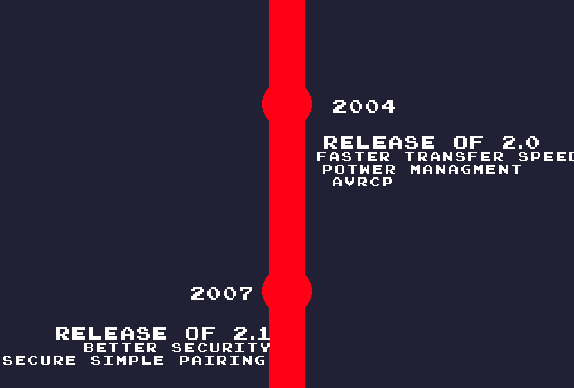 2004
RELEASE OF 2.0
FASTER TRANSFER SPEED
POTWER MANAGMENT
AVRCP
2007
RELEASE OF 2.1
BETTER SECURITY
SECURE SIMPLE PAIRING